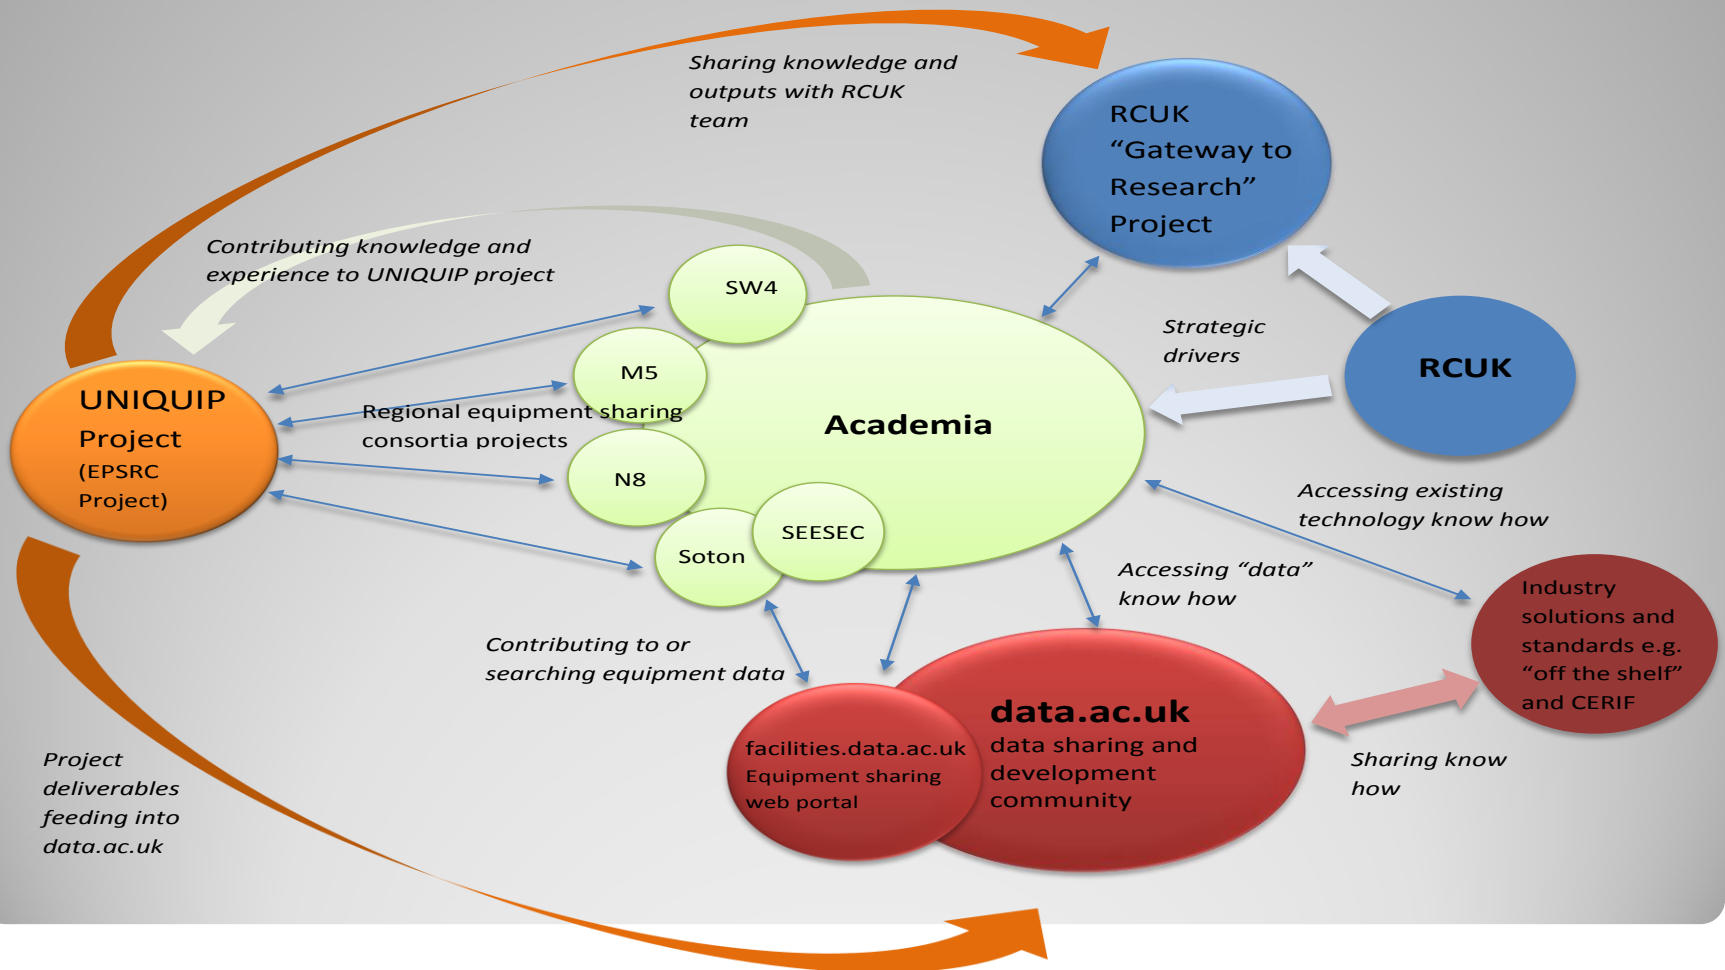 Sharing knowledge and
outputs with RCUK
team
RCUK
“Gateway to
Research”
Project
Contributing knowledge and
experience to UNIQUIP project
SW4
Strategic
drivers
RCUK
M5
UNIQUIP
Project
(EPSRC
Project)
Regional equipment sharing
consortia projects
Academia
N8
Accessing existing
technology know how
SEESEC
Soton
Accessing “data”
know how
Industry
solutions and
standards e.g.
“off the shelf”
and CERIF
Contributing to or
searching equipment data
data.ac.uk
data sharing and
development
community
facilities.data.ac.uk
Equipment sharing
web portal
Sharing know
how
Project
deliverables
feeding into
data.ac.uk